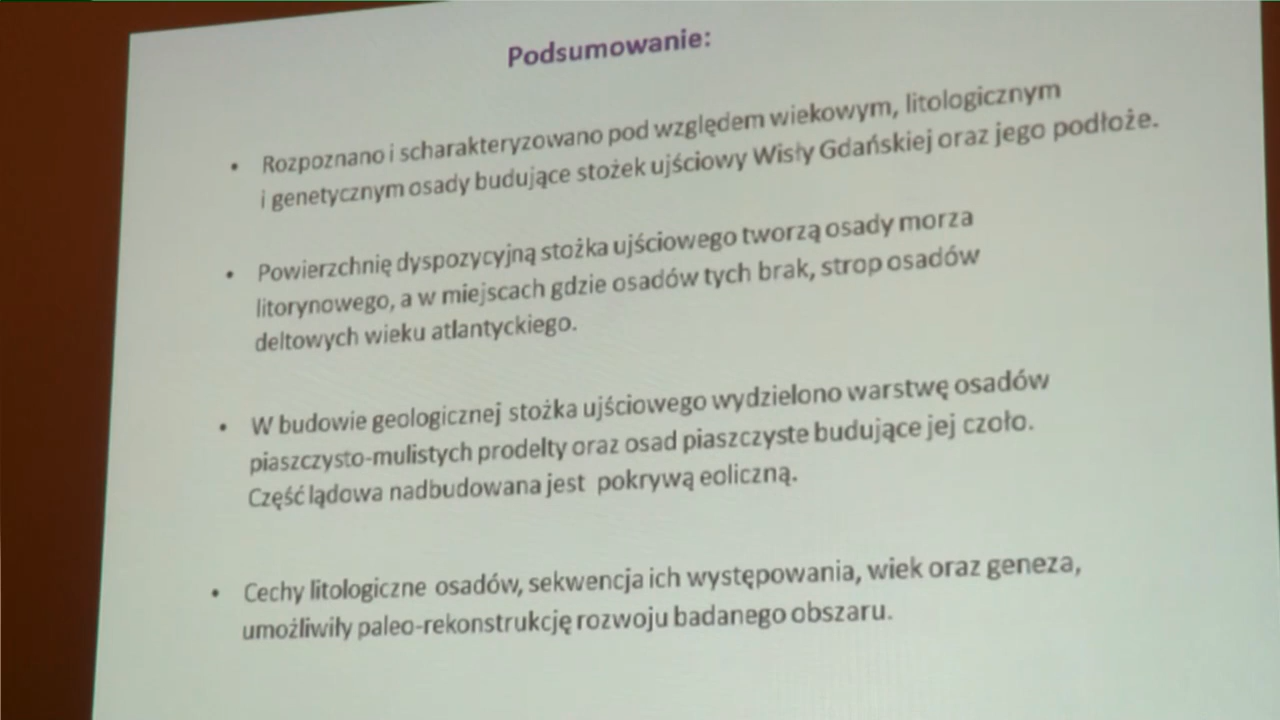 Podsumowanie:
• Rozpoznano i scharakteryzowano pod względem wiekowym, litologicznym
i genetycznym osady budujące stożek ujściowy Wisły Gdańskiej oraz jego podłoże.
• Powierzchnię dyspozycyjną stożka ujściowego tworzą osady morza
litorynowego, a w miejscach gdzie osadów tych brak, strop osadów
deltowych wieku atlantyckiego.
• W budowie geologicznej stożka ujściowego wydzielono warstwę osadów
piaszczysto-mulistych prodelty oraz osad piaszczyste budujące jej czoło.
Część lądowa nadbudowana jest pokrywą eoliczną.
• Cechy litologiczne osadów, sekwencja ich występowania, wiek oraz geneza,
umożliwiły paleo-rekonstrukcję rozwoju badanego obszaru.